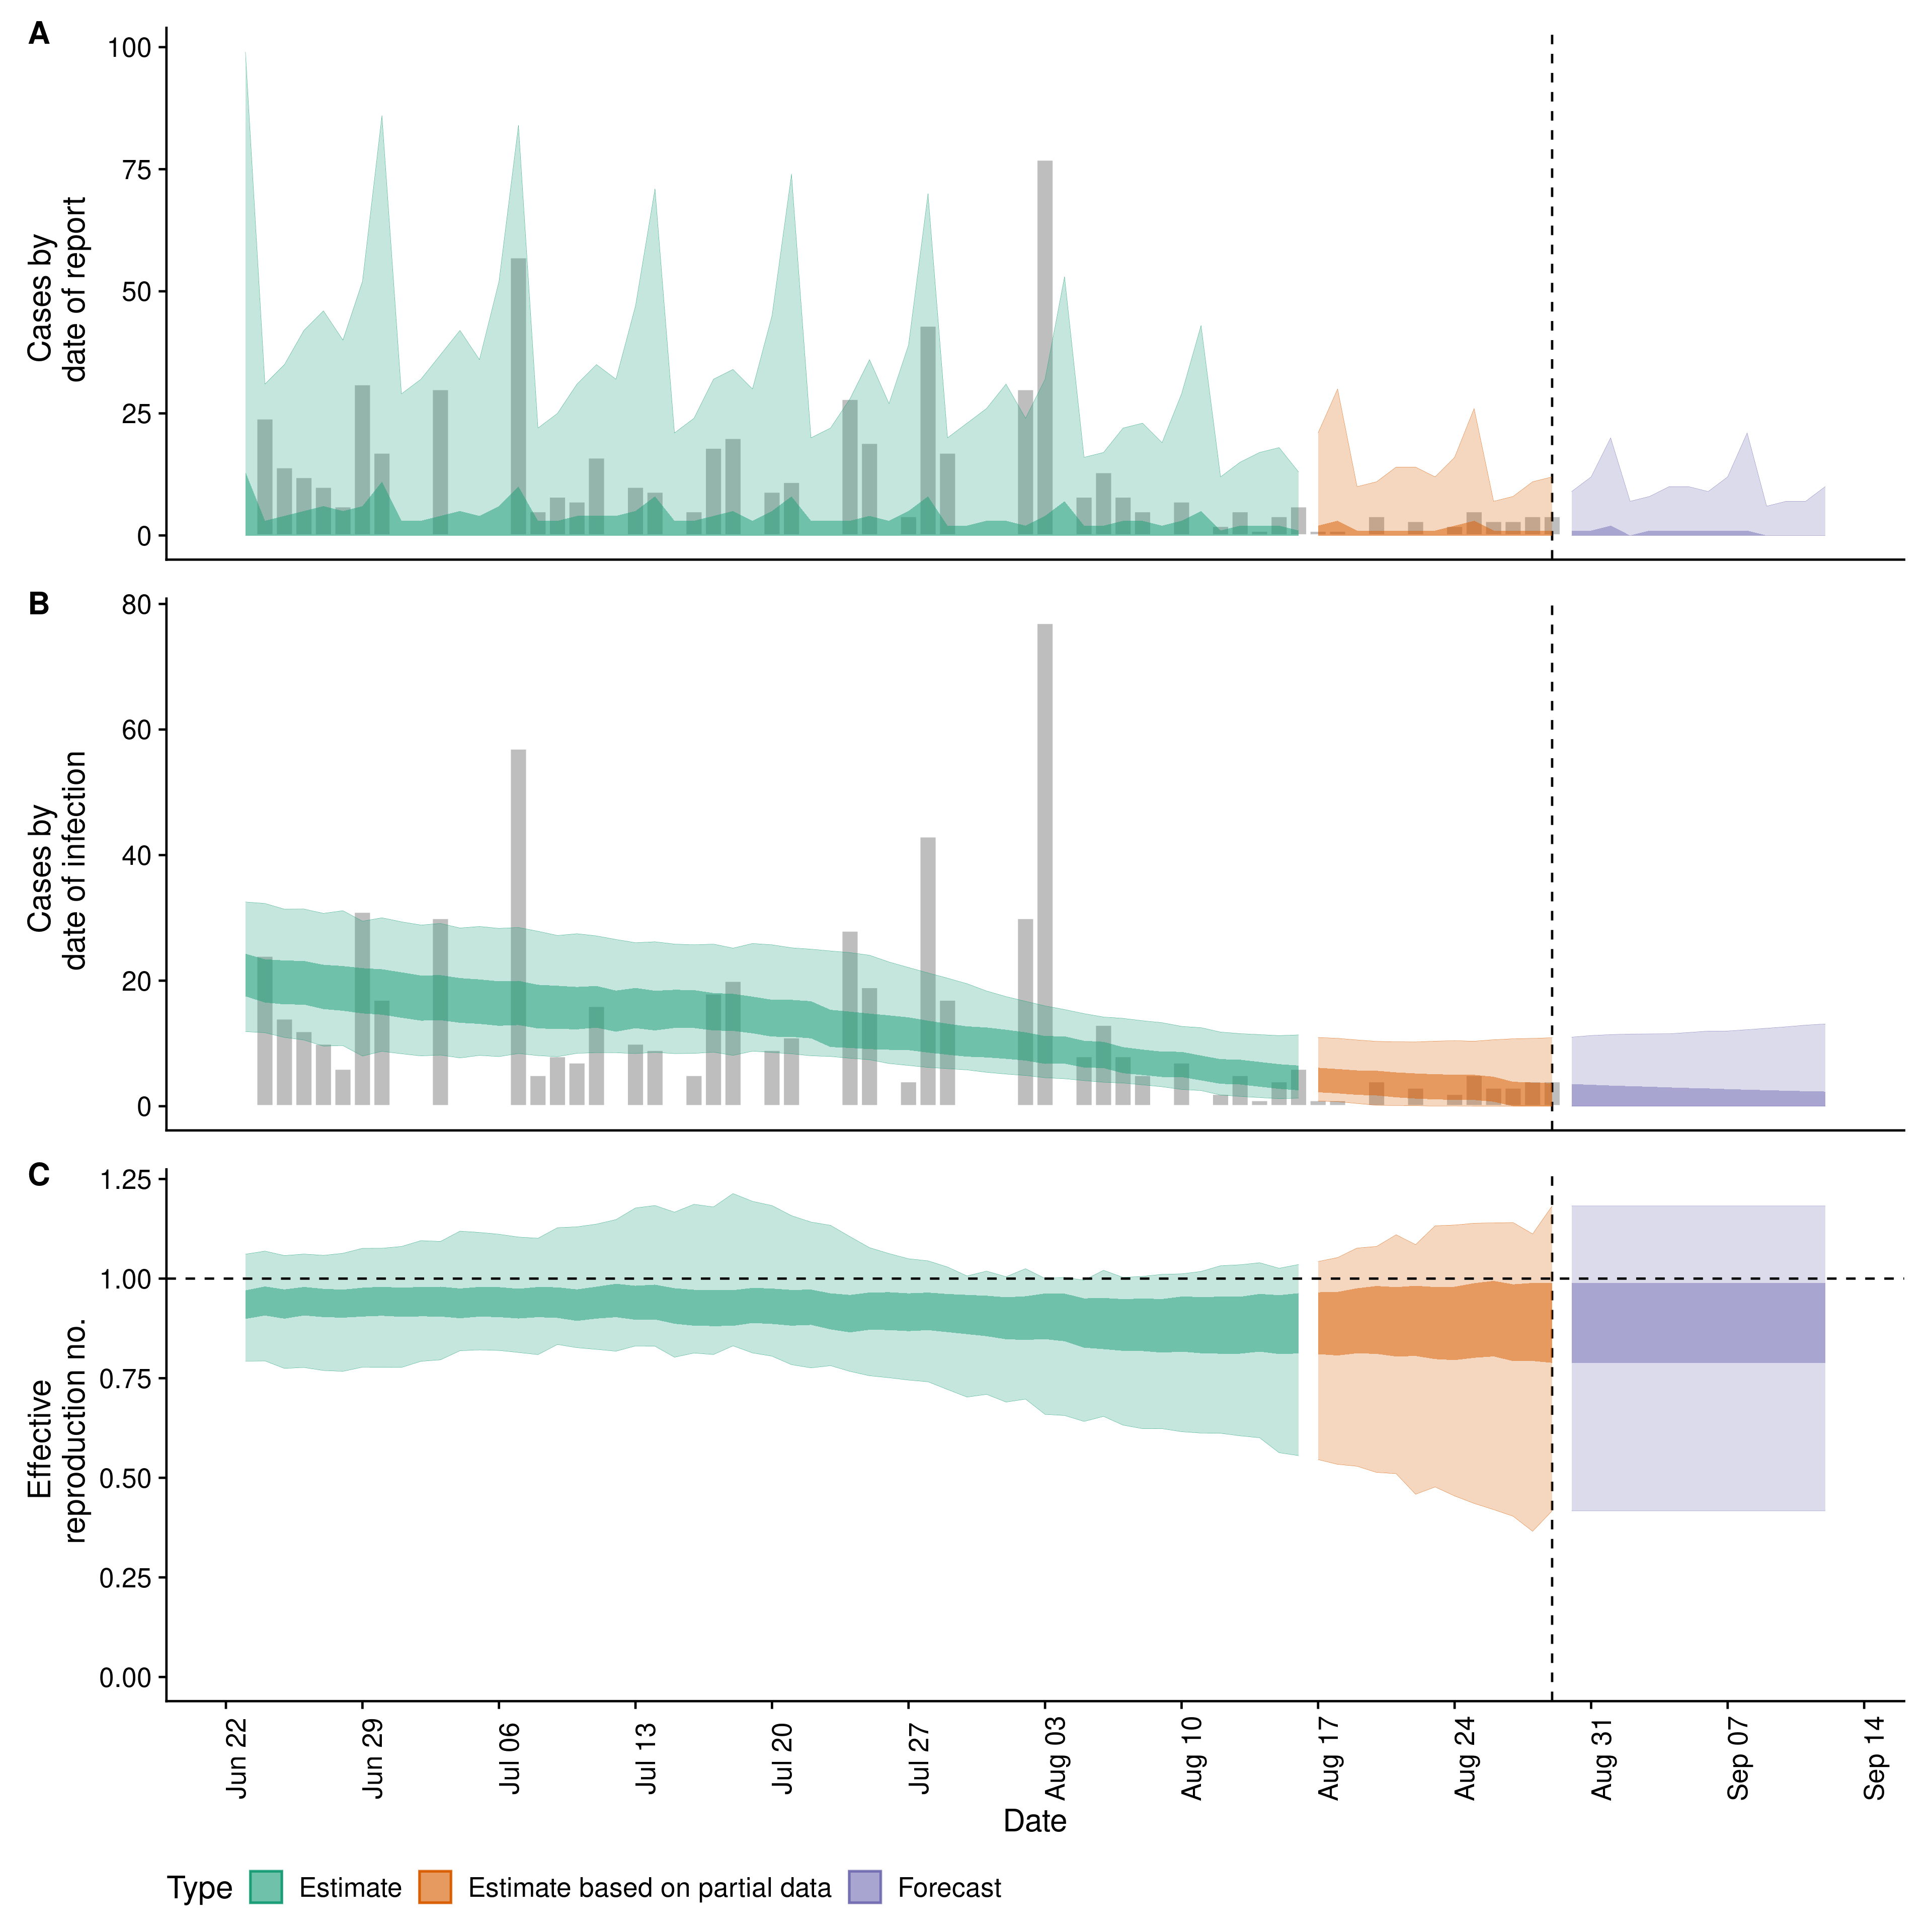 A
Cases by
date of report
100
75
50
25
0
B
Cases by
date of infection
80
60
40
20
0
C
Effective
reproduction no.
1.25
1.00
0.75
0.50
0.25
0.00
Jun 22
Jun 29
Jul 06
Jul 13
Jul 20
Jul 27
Aug 03
Aug 10
Aug 17
Aug 24
Aug 31
Sep 07
Sep 14
Date
Type Estimate Estimate based on partial data Forecast